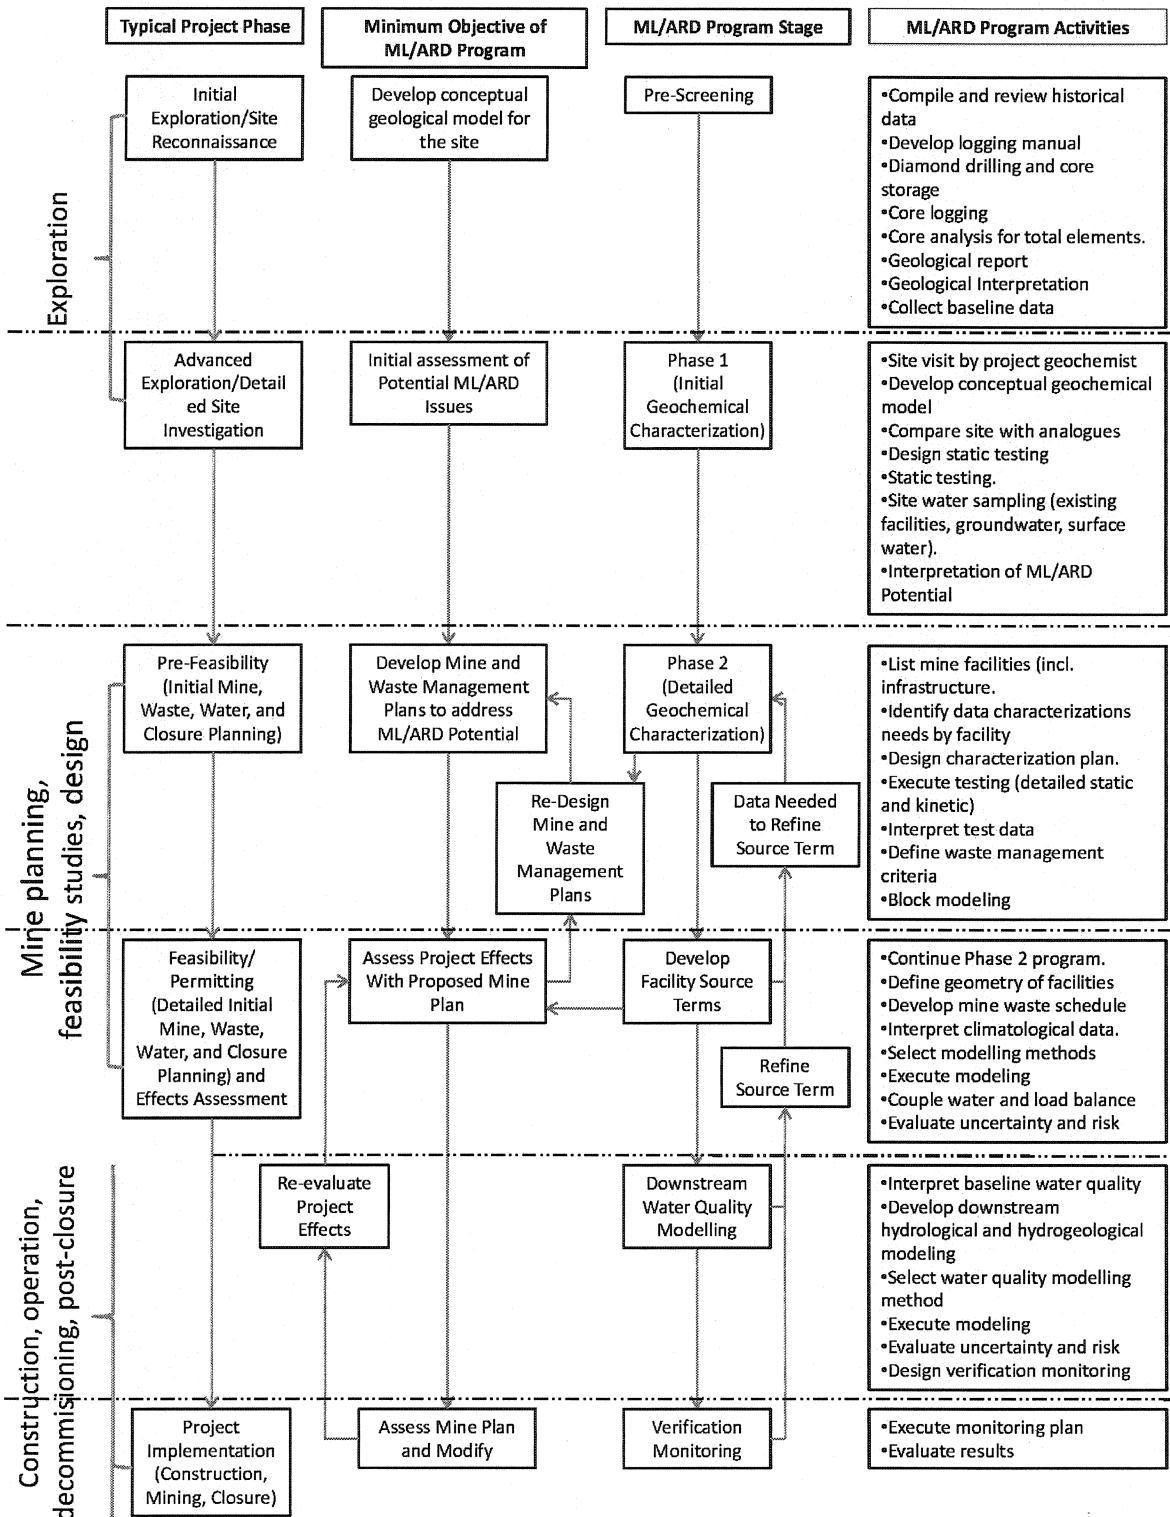 Typical Project Phase
Minimum Objective of
ML/ARD Program
ML/ARD Program Stage
ML/ARD Program Activities
Exploration
Initial
Exploration/Site
Reconnaissance
Develop conceptual
geological model for
the site
Pre-Screening
•Compile and review historical
data
•Develop logging manual
•Diamond drilling and core
storage
•Core logging
•Core analysis for total elements.
•Geological report
•Geological Interpretation
•Collect baseline data
Advanced
Exploration/Detail
ed Site
Investigation
Initial assessment of
Potential ML/ARD
Issues
Phase 1
(Initial
Geochemical
Characterization)
•Site visit by project geochemist
•Develop conceptual geochemical
model
•Compare site with analogues
•Design static testing
•Static testing.
•Site water sampling (existing
facilities, groundwater, surface
water).
•Interpretation of ML/ARD
Potential
Mine planning,
feasibility studies, design
Pre-Feasibility
(Initial Mine,
Waste, Water, and
Closure Planning)
Develop Mine and
Waste Management
Plans to address
ML/ARD Potential
Phase 2
(Detailed
Geochemical
Characterization)
Re-Design
Mine and
Waste
Management
Plans
Data Needed
to Refine
Source Term
•List mine facilities (incl.
infrastructure.
•Identify data characterizations
needs by facility
•Design characterization plan.
•Execute testing (detailed static
and kinetic)
•Interpret test data
•Define waste management
criteria
•Block modeling
Feasibility/
Permitting
(Detailed Initial
Mine, Waste,
Water, and Closure
Planning) and
Effects Assessment
Assess Project Effects
With Proposed Mine
Plan
Develop
Facility Source
Terms
Refine
Source Term
•Continue Phase 2 program.
•Define geometry of facilities
•Develop mine waste schedule
•Interpret climatological data.
•Select modelling methods
•Execute modeling
•Couple water and load balance
•Evaluate uncertainty and risk
Construction, operation,
decommisioning, post-closure
Re-evaluate
Project
Effects
Downstream
Water Quality
Modelling
•Interpret baseline water quality
•Develop downstream
hydrological and hydrogeological
modeling
•Select water quality modelling
method
•Execute modeling
•Evaluate uncertainty and risk
•Design verification monitoring
Project
Implementation
(Construction,
Mining, Closure)
Assess Mine Plan
and Modify
Verification
Monitoring
•Execute monitoring plan
•Evaluate results